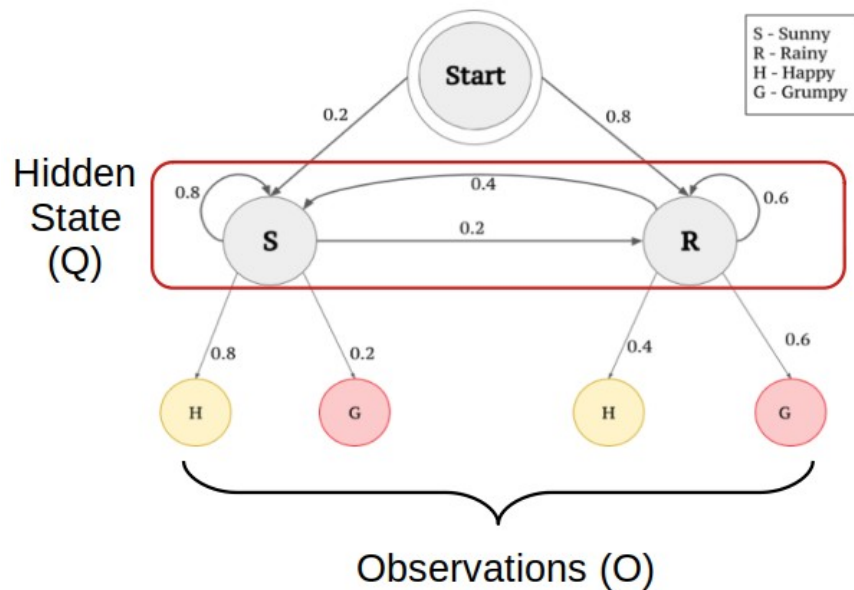 S - Sunny
R - Rainy
H - Happy
G - Grumpy
Start
0.2
0.8
Hidden
State
(Q)
0.8
0.4
0.6
S
0.2
R
0.8
0.2
0.4
0.6
H
G
H
G
Observations (O)